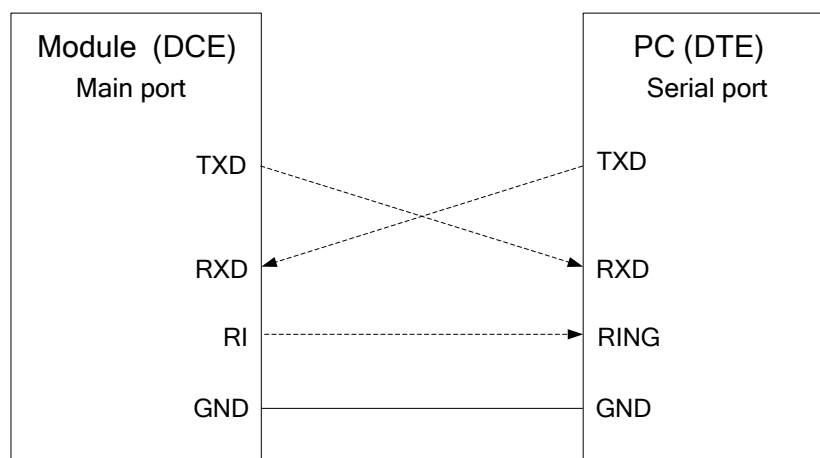 Module (DCE)
Main port
TXD
RXD
RI
GND
PC (DTE)
Serial port
TXD
RXD
RING
GND